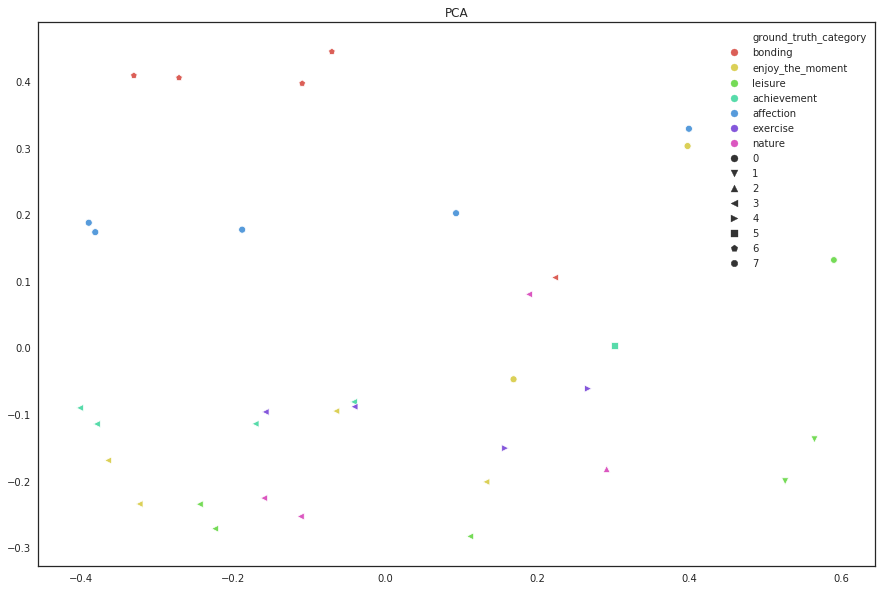 PCA
ground_truth_category
bonding
enjoy_the_moment
leisure
achievement
affection
exercise
nature
0
1
2
3
4
5
6
7
0.4
0.3
0.2
0.1
0.0
−0.1
−0.2
−0.3
−0.4
−0.2
0.0
0.2
0.4
0.6